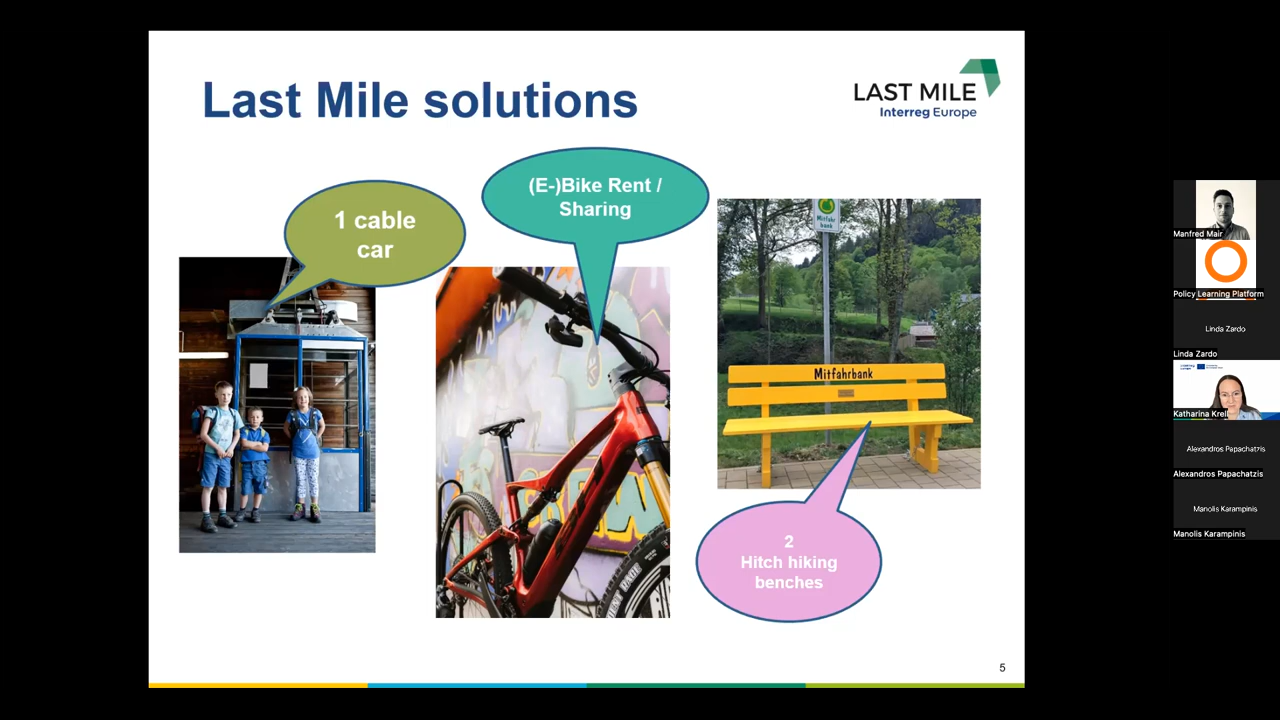 Last Mile solutions
LAST MILE
Interreg Europe
1 cable
car
(E-)Bike Rent /
Sharing
Mitfahr
bank
Mitfahrbank
2
Hitch hiking
benches
5
Manfred Mair
Policy Learning Platform
Linda Zardo
Linda Zardo
Katharina Krell
Alexandros Papachatzis
Alexandros Papachatzis
Manolis Karampinis
Manolis Karampinis